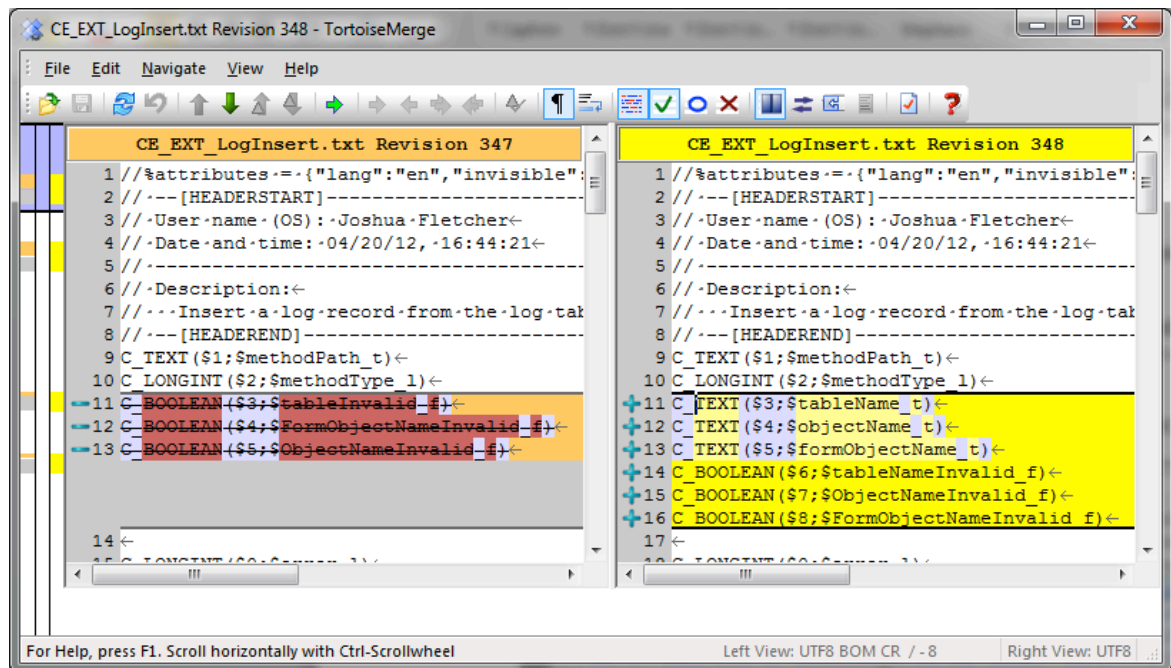 CE_EXT_LogInsert.txt Revision 348 - TortoiseMerge
File Edit Navigate View Help
CE_EXT_LogInsert.txt Revision 347
1 //%attributes·=·{"lang":"en","invisible":
2 //·--[HEADERSTART]----------------------------
3 //·User·name·(OS):·Joshua·Fletcher←
4 //·Date·and·time:·04/20/12,·16:44:21←
5 //·-------------------------------------------
6 //·Description:←
7 //···Insert·a·log·record·from·the·log·tab
8 //·--[HEADEREND]------------------------------
9 C_TEXT($1;$methodPath_t)←
10 C_LONGINT($2;$methodType_l)←
11 C_BOOLEAN($3;$tableInvalid_f)←
12 C_BOOLEAN($4;$FormObjectNameInvalid_f)←
13 C_BOOLEAN($5;$ObjectNameInvalid_f)←
14 ←
CE_EXT_LogInsert.txt Revision 348
1 //%attributes·=·{"lang":"en","invisible":
2 //·--[HEADERSTART]----------------------------
3 //·User·name·(OS):·Joshua·Fletcher←
4 //·Date·and·time:·04/20/12,·16:44:21←
5 //·-------------------------------------------
6 //·Description:←
7 //···Insert·a·log·record·from·the·log·tab
8 //·--[HEADEREND]------------------------------
9 C_TEXT($1;$methodPath_t)←
10 C_LONGINT($2;$methodType_l)←
11 C_TEXT($3;$tableName_t)←
12 C_TEXT($4;$objectName_t)←
13 C_TEXT($5;$formObjectName_t)←
14 C_BOOLEAN($6;$tableNameInvalid_f)←
15 C_BOOLEAN($7;$ObjectNameInvalid_f)←
16 C_BOOLEAN($8;$FormObjectNameInvalid_f)←
17 ←
For Help, press F1. Scroll horizontally with Ctrl-Scrollwheel
Left View: UTF8 BOM CR / - 8
Right View: UTF8